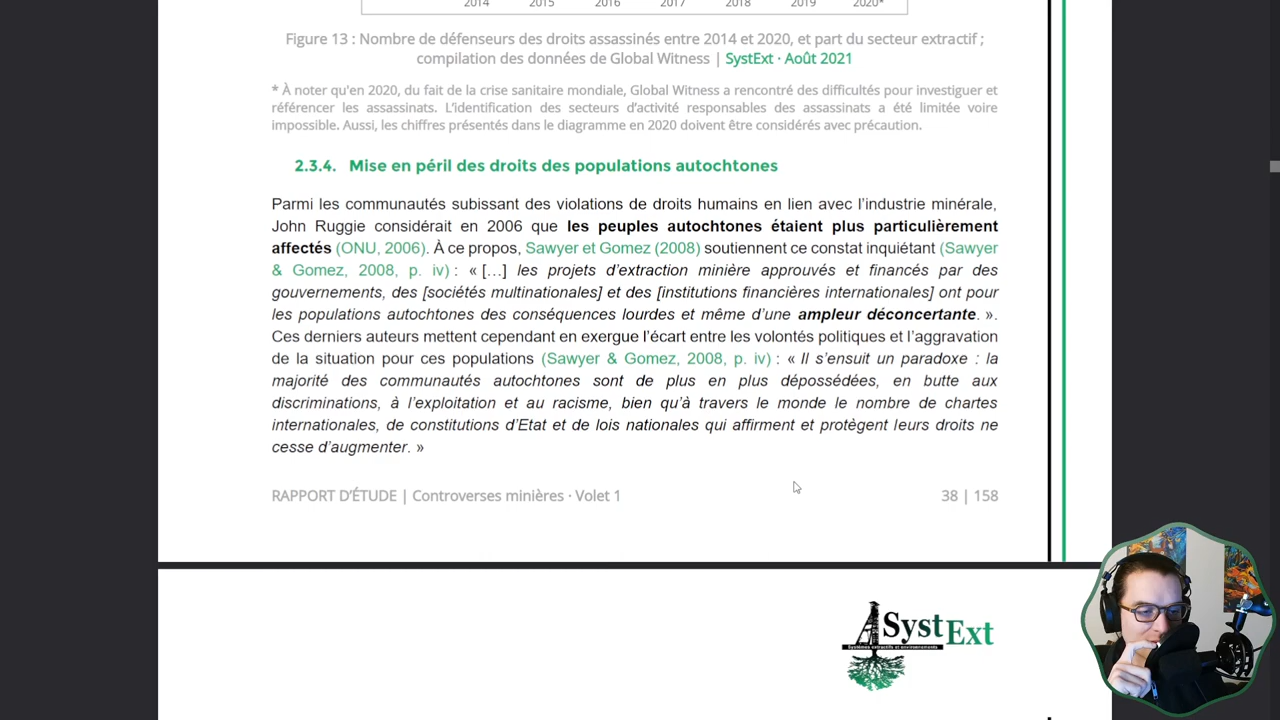 2014 2015 2016 2017 2018 2019 2020*
Figure 13 : Nombre de défenseurs des droits assassinés entre 2014 et 2020, et part du secteur extractif ;
compilation des données de Global Witness | SystExt · Août 2021
* À noter qu'en 2020, du fait de la crise sanitaire mondiale, Global Witness a rencontré des difficultés pour investiguer et
référencer les assassinats. L'identification des secteurs d'activité responsables des assassinats a été limitée voire
impossible. Aussi, les chiffres présentés dans le diagramme en 2020 doivent être considérés avec précaution.
2.3.4. Mise en péril des droits des populations autochtones
Parmi les communautés subissant des violations de droits humains en lien avec l'industrie minérale,
John Ruggie considérait en 2006 que les peuples autochtones étaient plus particulièrement
affectés (ONU, 2006). À ce propos, Sawyer et Gomez (2008) soutiennent ce constat inquiétant (Sawyer
& Gomez, 2008, p. iv) : « […] les projets d'extraction minière approuvés et financés par des
gouvernements, des [sociétés multinationales] et des [institutions financières internationales] ont pour
les populations autochtones des conséquences lourdes et même d'une ampleur déconcertante. ».
Ces derniers auteurs mettent cependant en exergue l'écart entre les volontés politiques et l'aggravation
de la situation pour ces populations (Sawyer & Gomez, 2008, p. iv) : « Il s'ensuit un paradoxe : la
majorité des communautés autochtones sont de plus en plus dépossédées, en butte aux
discriminations, à l'exploitation et au racisme, bien qu'à travers le monde le nombre de chartes
internationales, de constitutions d'Etat et de lois nationales qui affirment et protègent leurs droits ne
cesse d'augmenter. »
RAPPORT D'ÉTUDE | Controverses minières · Volet 1 38 | 158
SystExt
Systèmes extractifs et environnements